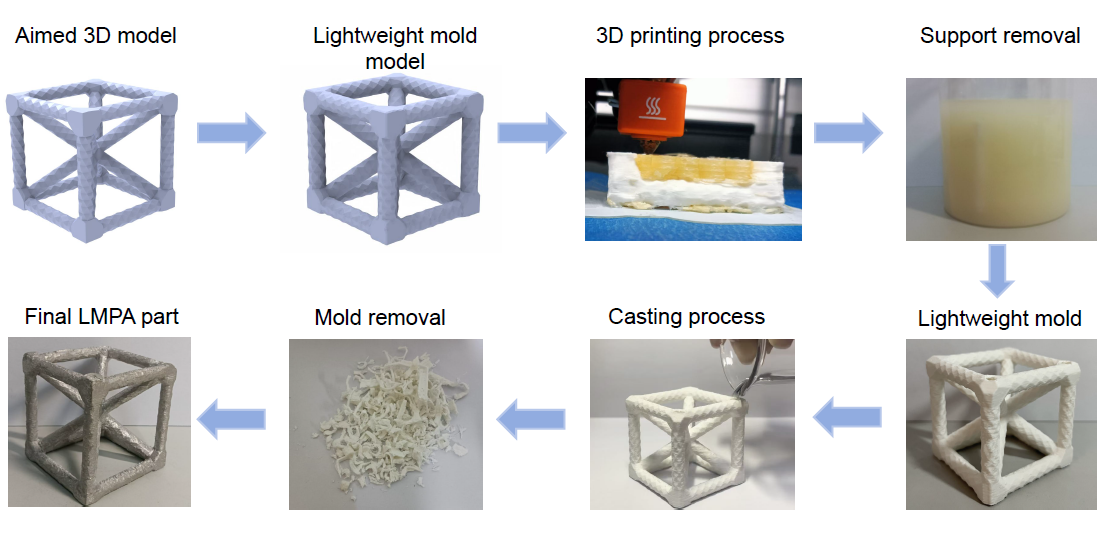 Aimed 3D model
Lightweight mold
model
3D printing process
Support removal
Lightweight mold
Casting process
Mold removal
Final LMPA part